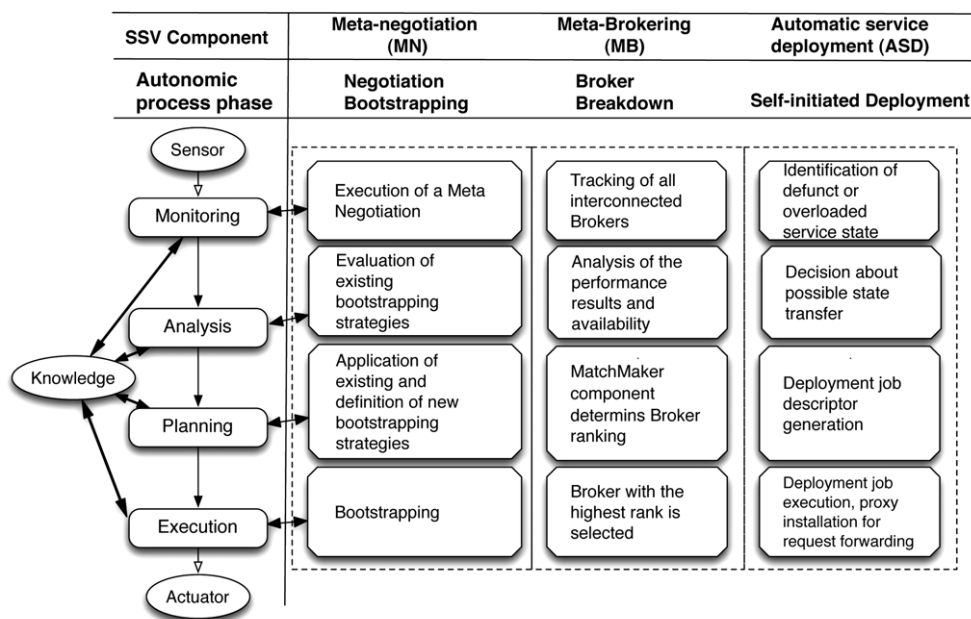 SSV Component
Meta-negotiation
(MN)
Meta-Brokering
(MB)
Automatic service
deployment (ASD)
Autonomic
process phase
Negotiation
Bootstrapping
Broker
Breakdown
Self-initiated Deployment
Sensor
Monitoring
Execution of a Meta
Negotiation
Tracking of all
interconnected
Brokers
Identification of
defunct or
overloaded
service state
Analysis
Evaluation of
existing
bootstrapping
strategies
Analysis of the
performance
results and
availability
Decision about
possible state
transfer
Knowledge
Planning
Application of
existing and
definition of new
bootstrapping
strategies
MatchMaker
component
determins Broker
ranking
Deployment job
descriptor
generation
Execution
Bootstrapping
Broker with the
highest rank is
selected
Deployment job
execution, proxy
installation for
request forwarding
Actuator